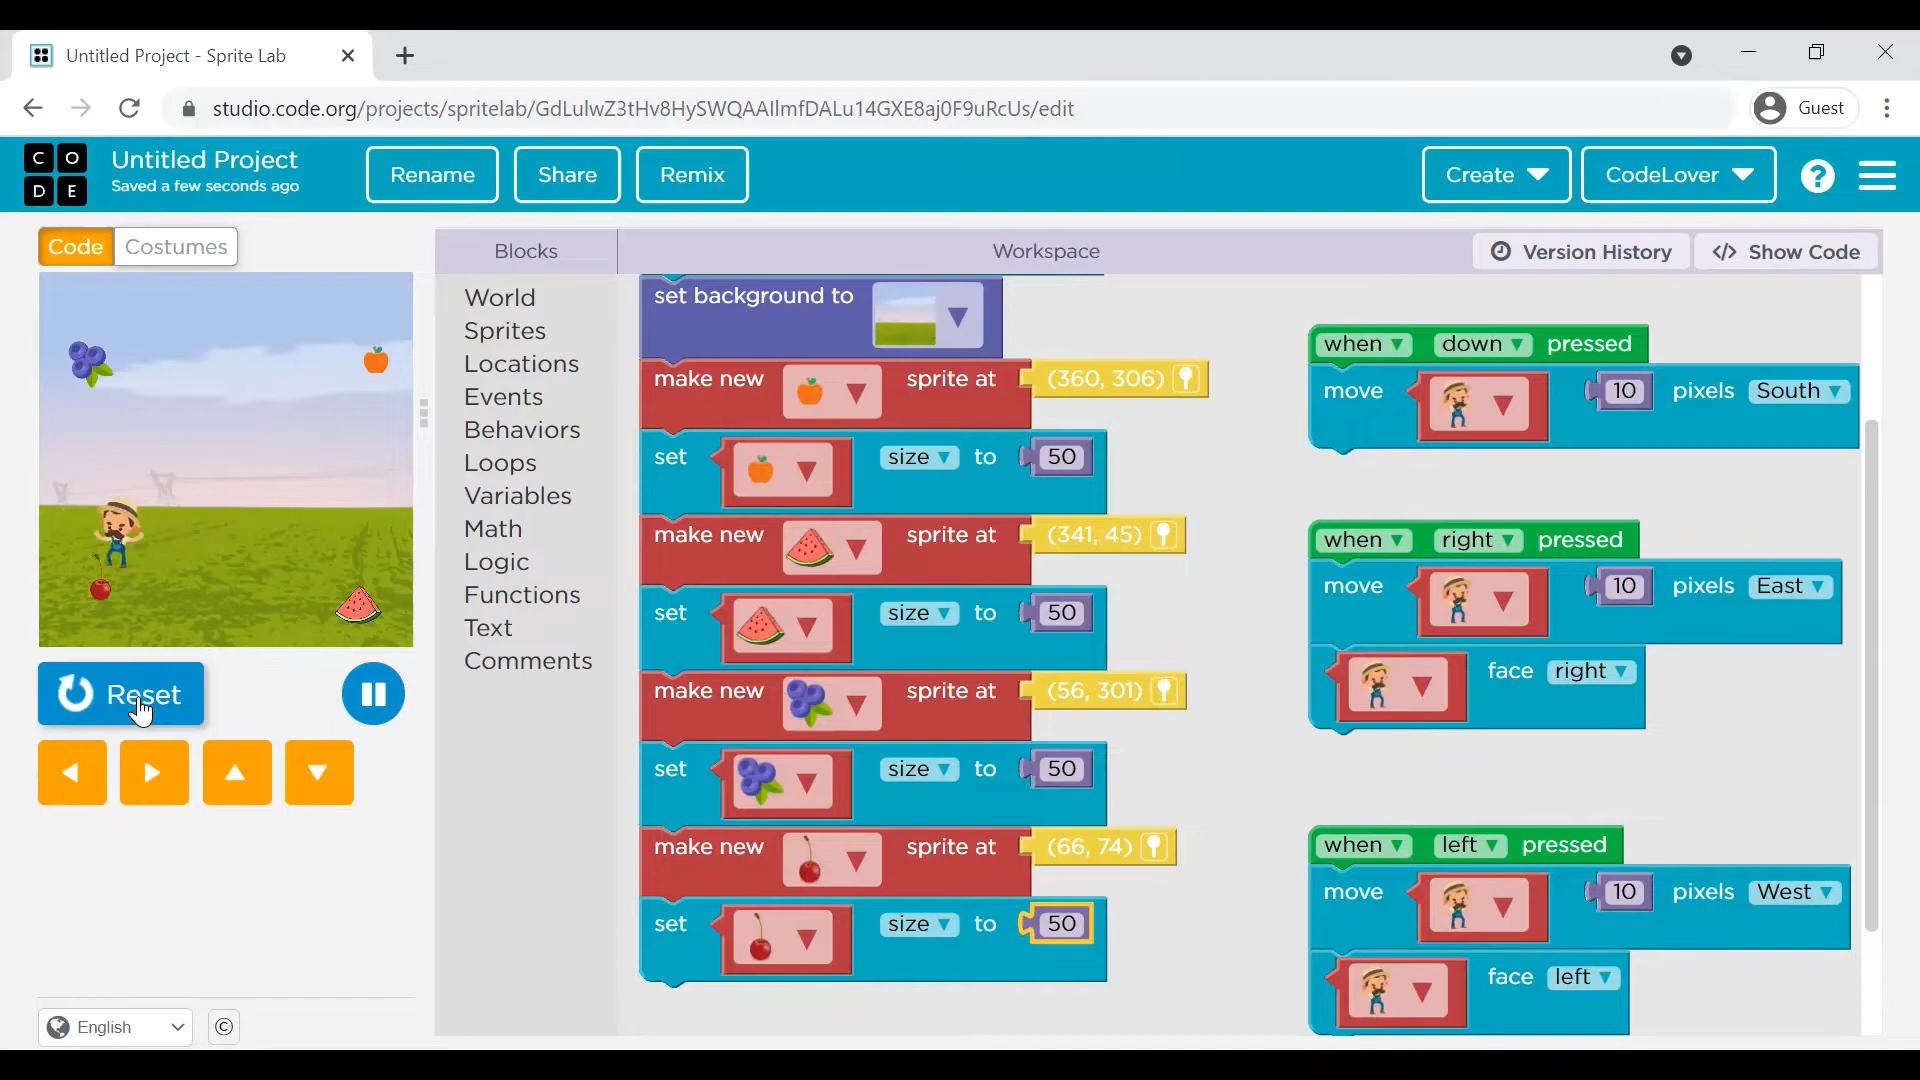 Untitled Project - Sprite Lab
studio.code.org/projects/spritelab/GdLulwZ3tHv8HySWQAAIlmfDALu14GXE8aj0F9uRcUs/edit
Guest
C O
D E
Untitled Project
Saved a few seconds ago
Rename
Share
Remix
Create
CodeLover
?
Code
Costumes
Blocks
Workspace
Version History
</> Show Code
World
Sprites
Locations
Events
Behaviors
Loops
Variables
Math
Logic
Functions
Text
Comments
set background to
make new sprite at (360, 306)
set size to 50
make new sprite at (341, 45)
set size to 50
make new sprite at (56, 301)
set size to 50
make new sprite at (66, 74)
set size to 50
when down pressed
move 10 pixels South
when right pressed
move 10 pixels East
face right
when left pressed
move 10 pixels West
face left
Reset
English
©